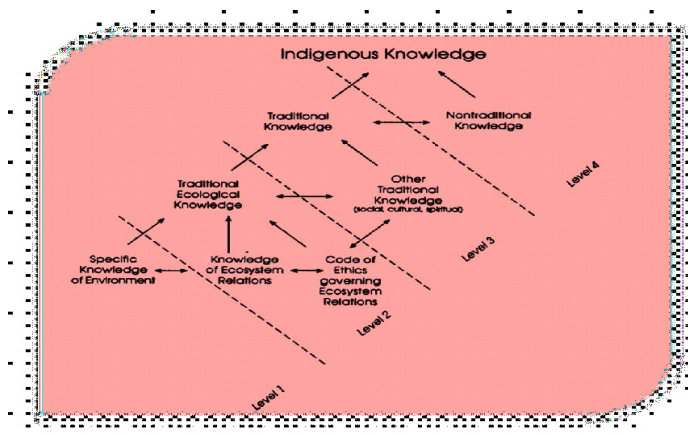 Indigenous Knowledge
Traditional
Knowledge
Nontraditional
Knowledge
Level 4
Traditional
Ecological
Knowledge
Other
Traditional
Knowledge
(social, cultural, spiritual)
Level 3
Specific
Knowledge
of Environment
Knowledge
of Ecosystem
Relations
Code of
Ethics
governing
Ecosystem
Relations
Level 2
Level 1